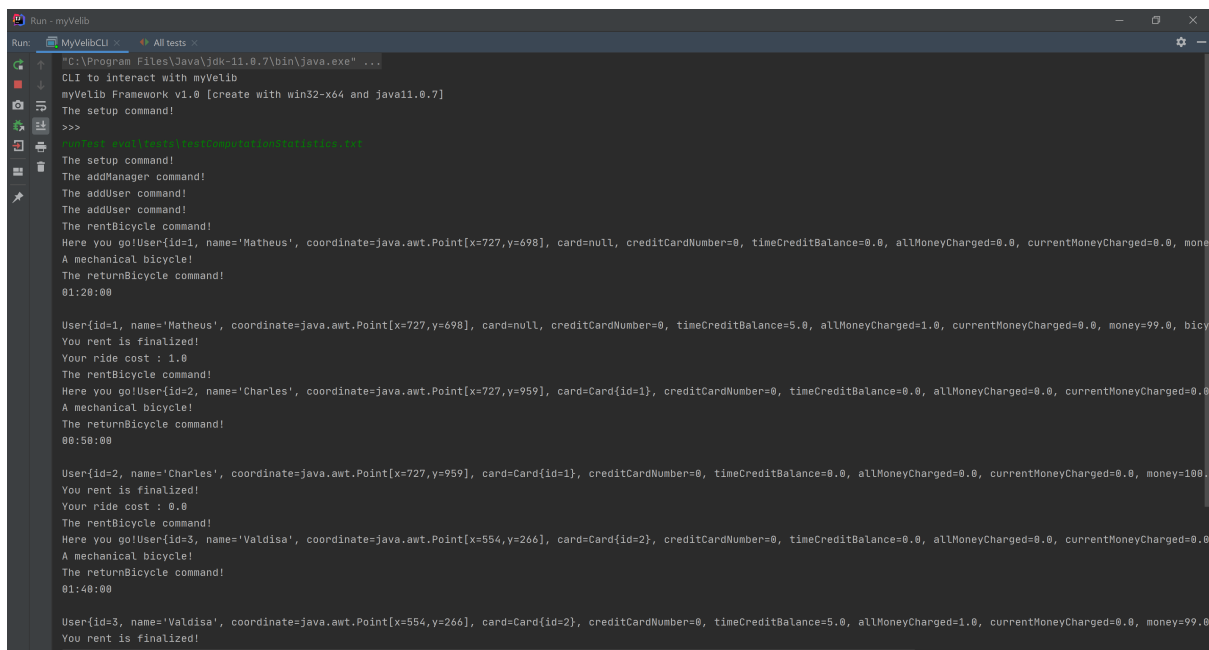 Run - myVelib
Run: MyVelibCLI × All tests ×
"C:\Program Files\Java\jdk-11.0.7\bin\java.exe" ...
CLI to interact with myVelib
myVelib Framework v1.0 [create with win32-x64 and java11.0.7]
The setup command!
>>>
runTest eval\tests\testComputationStatistics.txt
The setup command!
The addManager command!
The addUser command!
The addUser command!
The rentBicycle command!
Here you go!User{id=1, name='Matheus', coordinate=java.awt.Point[x=727,y=698], card=null, creditCardNumber=0, timeCreditBalance=0.0, allMoneyCharged=0.0, currentMoneyCharged=0.0, mone
A mechanical bicycle!
The returnBicycle command!
01:20:00
User{id=1, name='Matheus', coordinate=java.awt.Point[x=727,y=698], card=null, creditCardNumber=0, timeCreditBalance=5.0, allMoneyCharged=1.0, currentMoneyCharged=0.0, money=99.0, bicy
You rent is finalized!
Your ride cost : 1.0
The rentBicycle command!
Here you go!User{id=2, name='Charles', coordinate=java.awt.Point[x=727,y=959], card=Card{id=1}, creditCardNumber=0, timeCreditBalance=0.0, allMoneyCharged=0.0, currentMoneyCharged=0.0
A mechanical bicycle!
The returnBicycle command!
00:50:00
User{id=2, name='Charles', coordinate=java.awt.Point[x=727,y=959], card=Card{id=1}, creditCardNumber=0, timeCreditBalance=0.0, allMoneyCharged=0.0, currentMoneyCharged=0.0, money=100.
You rent is finalized!
Your ride cost : 0.0
The rentBicycle command!
Here you go!User{id=3, name='Valdisa', coordinate=java.awt.Point[x=554,y=266], card=Card{id=2}, creditCardNumber=0, timeCreditBalance=0.0, allMoneyCharged=0.0, currentMoneyCharged=0.0
A mechanical bicycle!
The returnBicycle command!
01:40:00
User{id=3, name='Valdisa', coordinate=java.awt.Point[x=554,y=266], card=Card{id=2}, creditCardNumber=0, timeCreditBalance=5.0, allMoneyCharged=1.0, currentMoneyCharged=0.0, money=99.0
You rent is finalized!